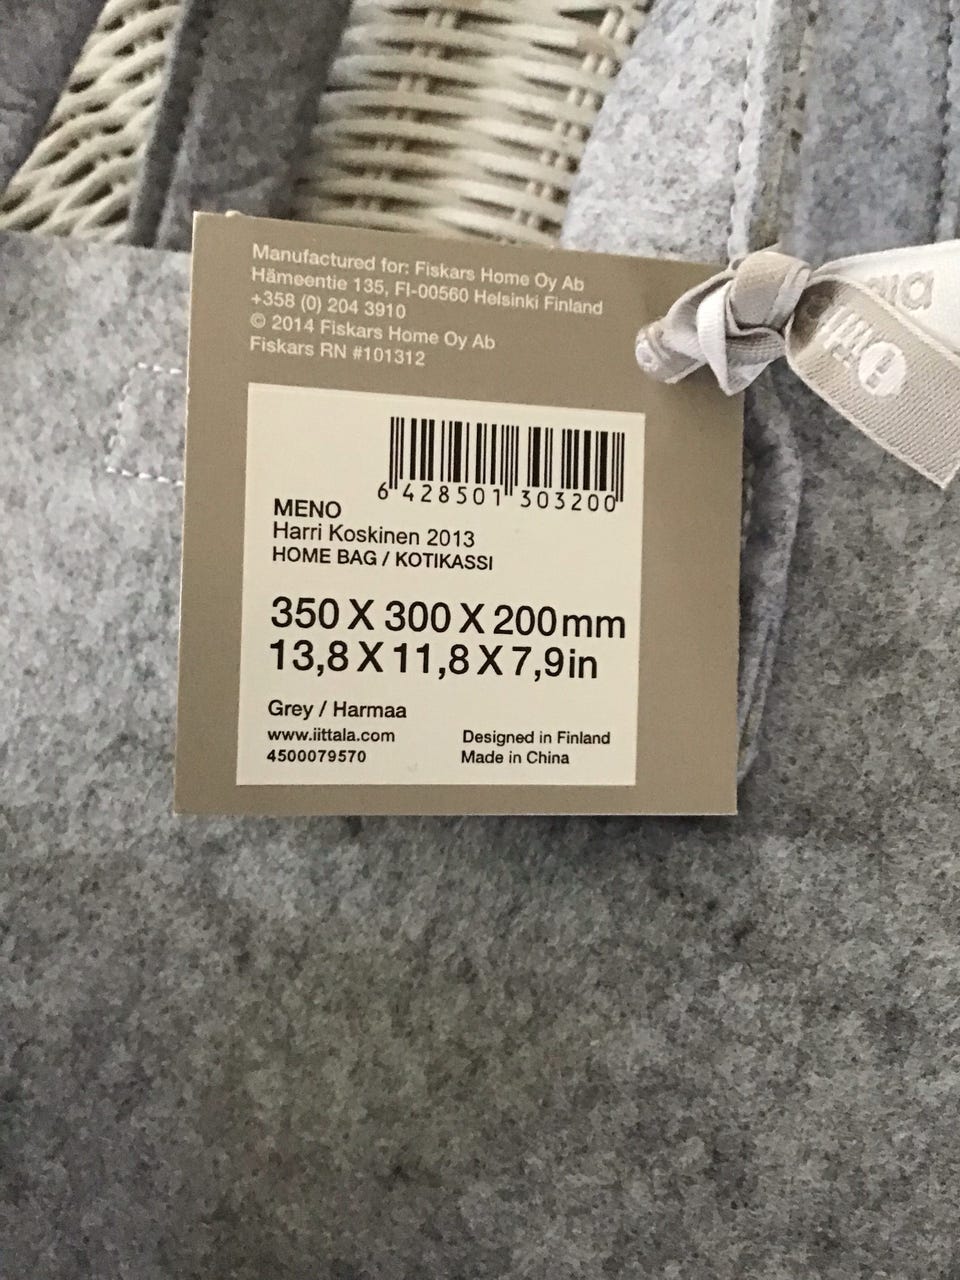 Manufactured for: Fiskars Home Oy Ab
Hämeentie 135, FI-00560 Helsinki Finland
+358 (0) 204 3910
© 2014 Fiskars Home Oy Ab
Fiskars RN #101312
6 428501 303200
MENO
Harri Koskinen 2013
HOME BAG / KOTIKASSI
350 X 300 X 200mm
13,8 X 11,8 X 7,9in
Grey / Harmaa
www.iittala.com
4500079570
Designed in Finland
Made in China